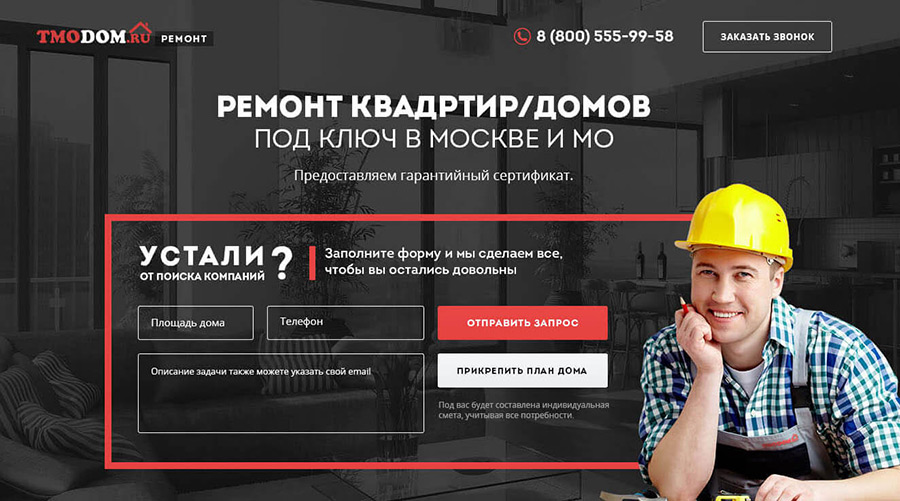 TMODOM.RU РЕМОНТ
8 (800) 555-99-58
ЗАКАЗАТЬ ЗВОНОК
РЕМОНТ КВАДРТИР/ДОМОВ
ПОД КЛЮЧ В МОСКВЕ И МО
Предоставляем гарантийный сертификат.
УСТАЛИ
ОТ ПОИСКА КОМПАНИЙ ?
Заполните форму и мы сделаем все,
чтобы вы остались довольны
Площадь дома
Телефон
ОТПРАВИТЬ ЗАПРОС
Описание задачи также можете указать свой email
ПРИКРЕПИТЬ ПЛАН ДОМА
Под вас будет составлена индивидуальная
смета, учитывая все потребности.